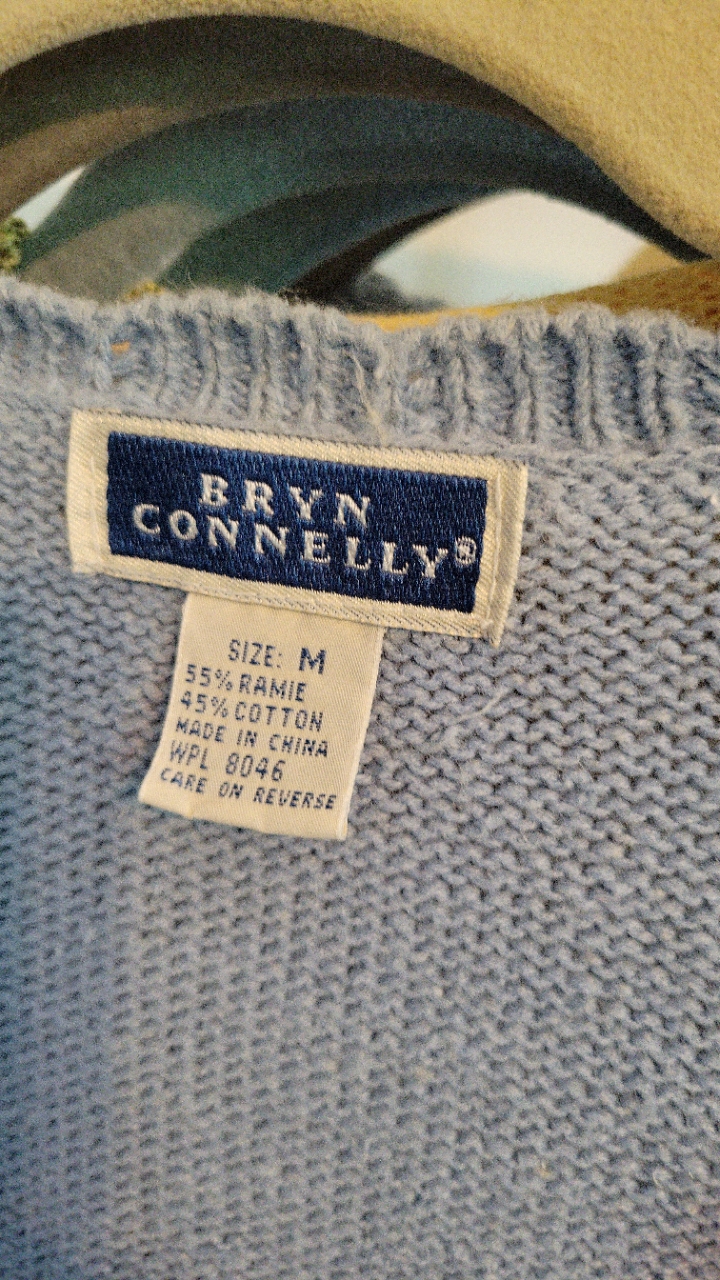 BRYN
CONNELLY®
SIZE: M
55% RAMIE
45% COTTON
MADE IN CHINA
WPL 8046
CARE ON REVERSE